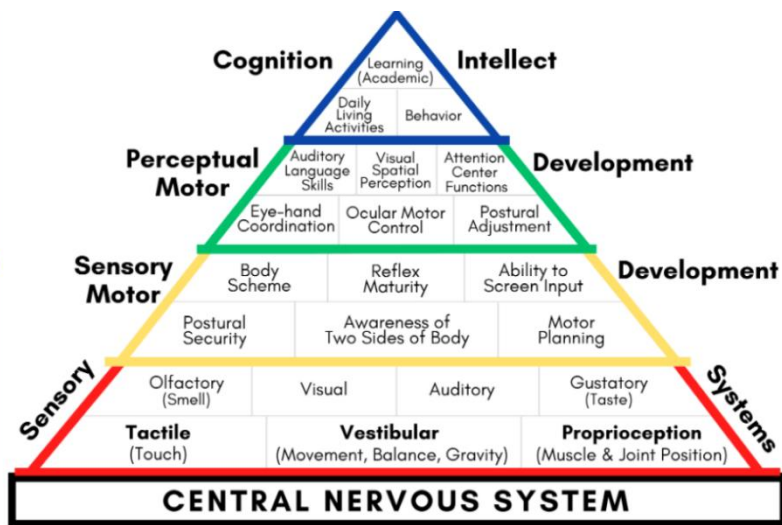 Cognition
Intellect
Learning
(Academic)
Daily
Living
Activities
Behavior
Perceptual
Motor
Development
Auditory
Language
Skills
Visual
Spatial
Perception
Attention
Center
Functions
Eye-hand
Coordination
Ocular Motor
Control
Postural
Adjustment
Sensory
Motor
Development
Body
Scheme
Reflex
Maturity
Ability to
Screen Input
Postural
Security
Awareness of
Two Sides of Body
Motor
Planning
Sensory
Systems
Olfactory
(Smell)
Visual
Auditory
Gustatory
(Taste)
Tactile
(Touch)
Vestibular
(Movement, Balance, Gravity)
Proprioception
(Muscle & Joint Position)
CENTRAL NERVOUS SYSTEM